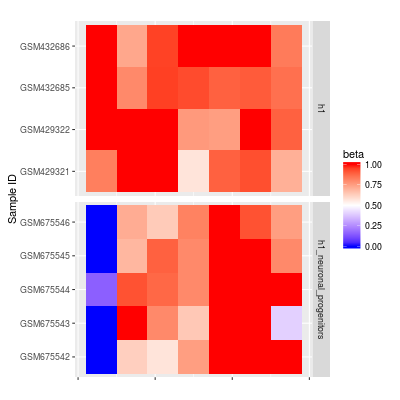 Sample ID
GSM432686
GSM432685
GSM429322
GSM429321
h1
GSM675546
GSM675545
GSM675544
GSM675543
GSM675542
h1_neuronal_progenitors
beta
1.00
0.75
0.50
0.25
0.00